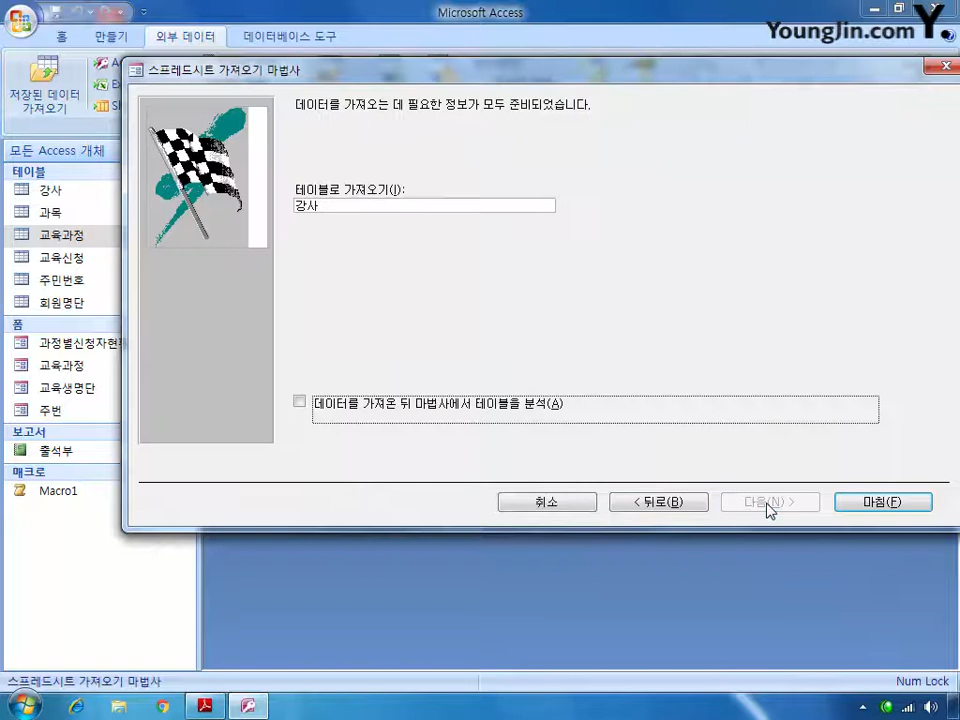 Microsoft Access
YoungJin.com Y.
홈 만들기 외부 데이터 데이터베이스 도구
저장된 데이터
가져오기
스프레드시트 가져오기 마법사
데이터를 가져오는 데 필요한 정보가 모두 준비되었습니다.
테이블로 가져오기(I):
강사
데이터를 가져온 뒤 마법사에서 테이블을 분석(A)
취소 < 뒤로(B) 다음(N) > 마침(F)
모든 Access 개체
테이블
강사
과목
교육과정
교육신청
주민번호
회원명단
폼
과정별신청자현
교육과정
교육생명단
주번
보고서
출석부
매크로
Macro1
스프레드시트 가져오기 마법사
Num Lock